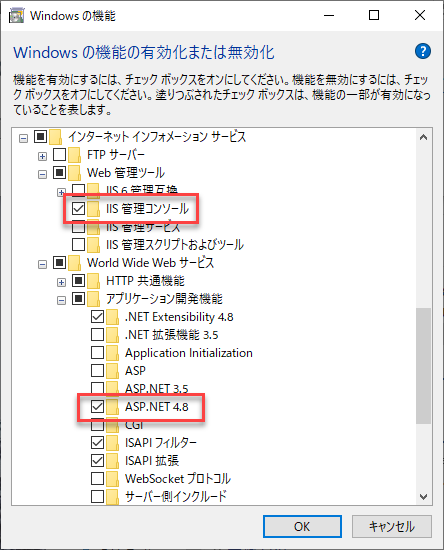 Windows の機能
Windows の機能の有効化または無効化
機能を有効にするには、チェック ボックスをオンにしてください。機能を無効にするには、チェッ
ク ボックスをオフにしてください。塗りつぶされたチェック ボックスは、機能の一部が有効になっ
ていることを表します。
インターネット インフォメーション サービス
FTP サーバー
Web 管理ツール
IIS 6 管理互換
IIS 管理コンソール
IIS 管理サービス
IIS 管理スクリプトおよびツール
World Wide Web サービス
HTTP 共通機能
アプリケーション開発機能
.NET Extensibility 4.8
.NET 拡張機能 3.5
Application Initialization
ASP
ASP.NET 3.5
ASP.NET 4.8
CGI
ISAPI フィルター
ISAPI 拡張
WebSocket プロトコル
サーバー側インクルード
OK
キャンセル